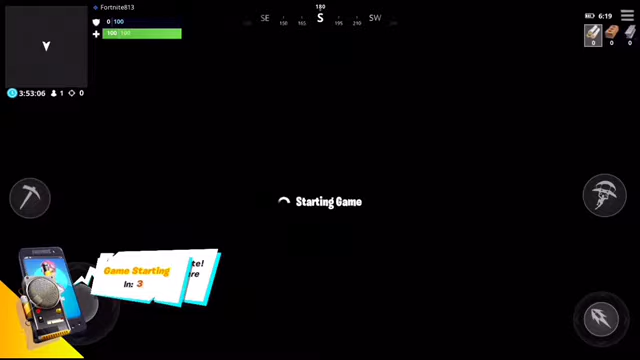 Fortnite813
0 100
100 100
SE
150
165
180
S
195
210
SW
6:19
0
0
0
3:53:06
1
0
Starting Game
Game Starting
In: 3
te!
re